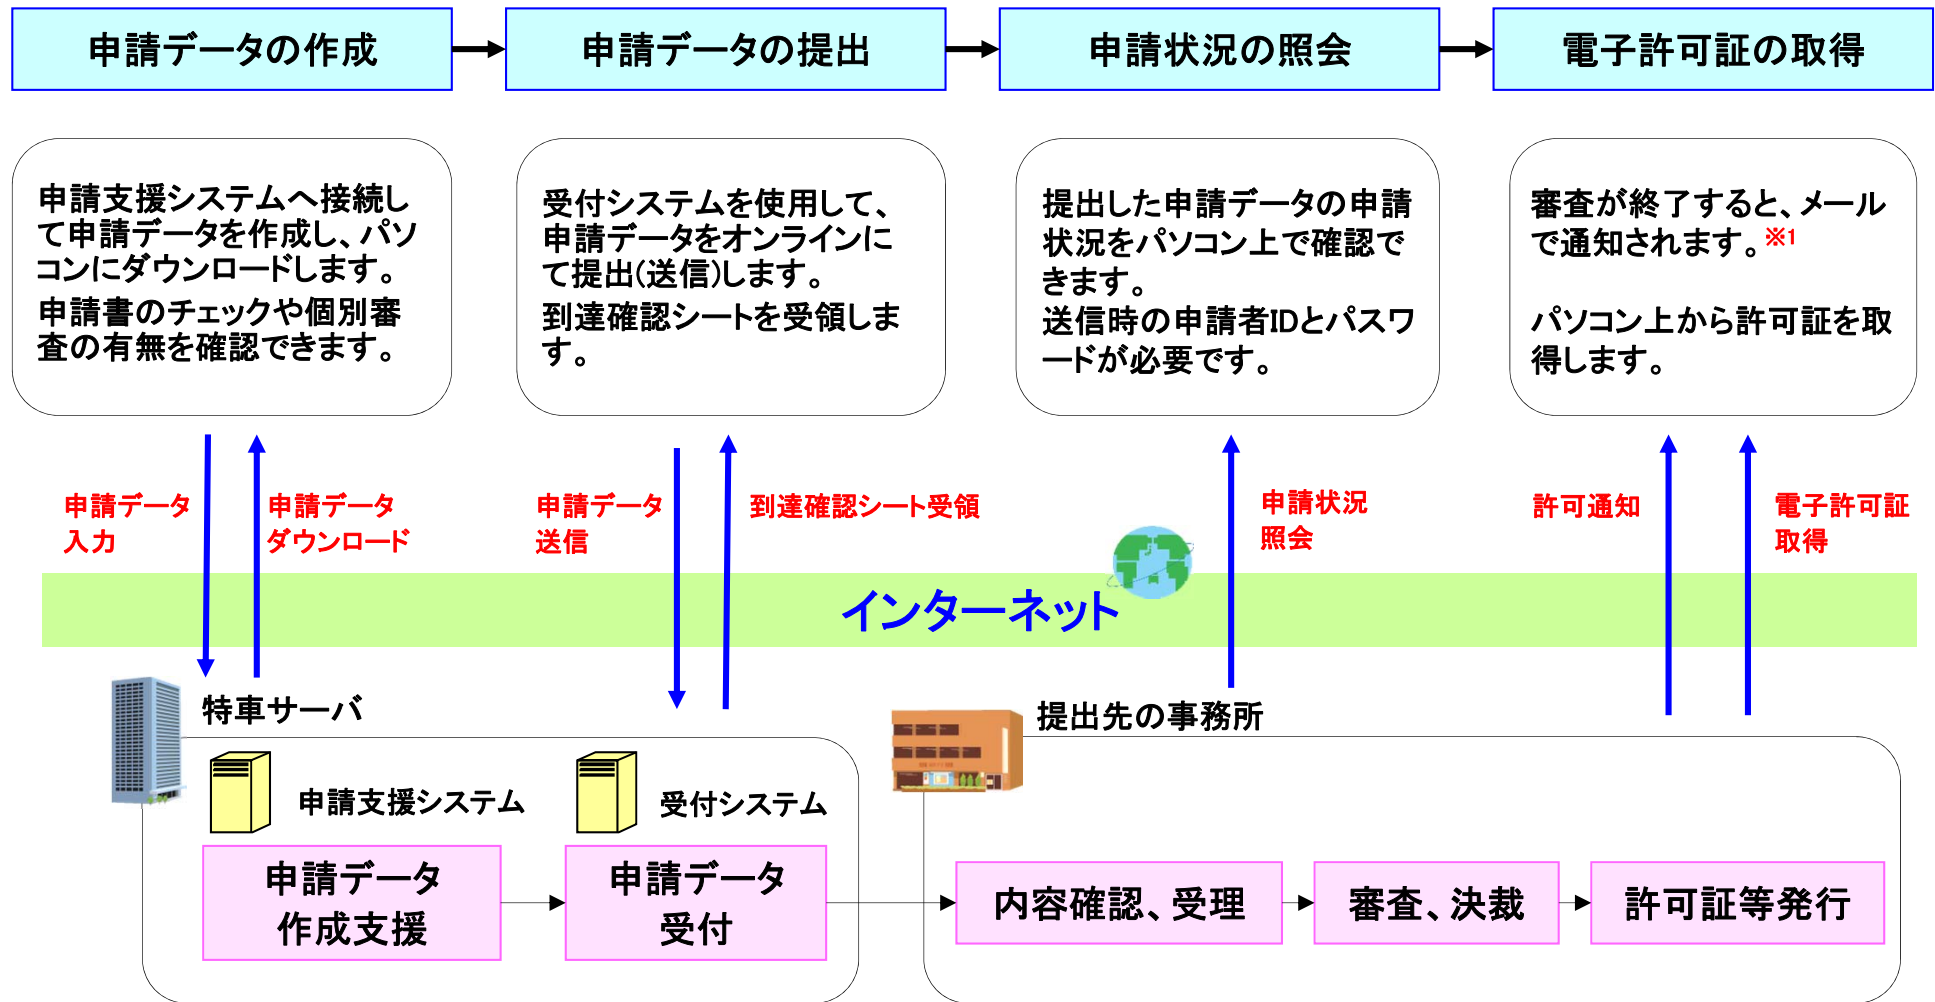 申請データの作成
申請データの提出
申請状況の照会
電子許可証の取得
申請支援システムへ接続し
て申請データを作成し、パソ
コンにダウンロードします。
申請書のチェックや個別審
査の有無を確認できます。
受付システムを使用して、
申請データをオンラインに
て提出(送信)します。
到達確認シートを受領しま
す。
提出した申請データの申請
状況をパソコン上で確認で
きます。
送信時の申請者IDとパスワ
ードが必要です。
審査が終了すると、メール
で通知されます。※1
パソコン上から許可証を取
得します。
申請データ
入力
申請データ
ダウンロード
申請データ
送信
到達確認シート受領
申請状況
照会
許可通知
電子許可証
取得
インターネット
特車サーバ
提出先の事務所
申請支援システム
受付システム
申請データ
作成支援
申請データ
受付
内容確認、受理
審査、決裁
許可証等発行